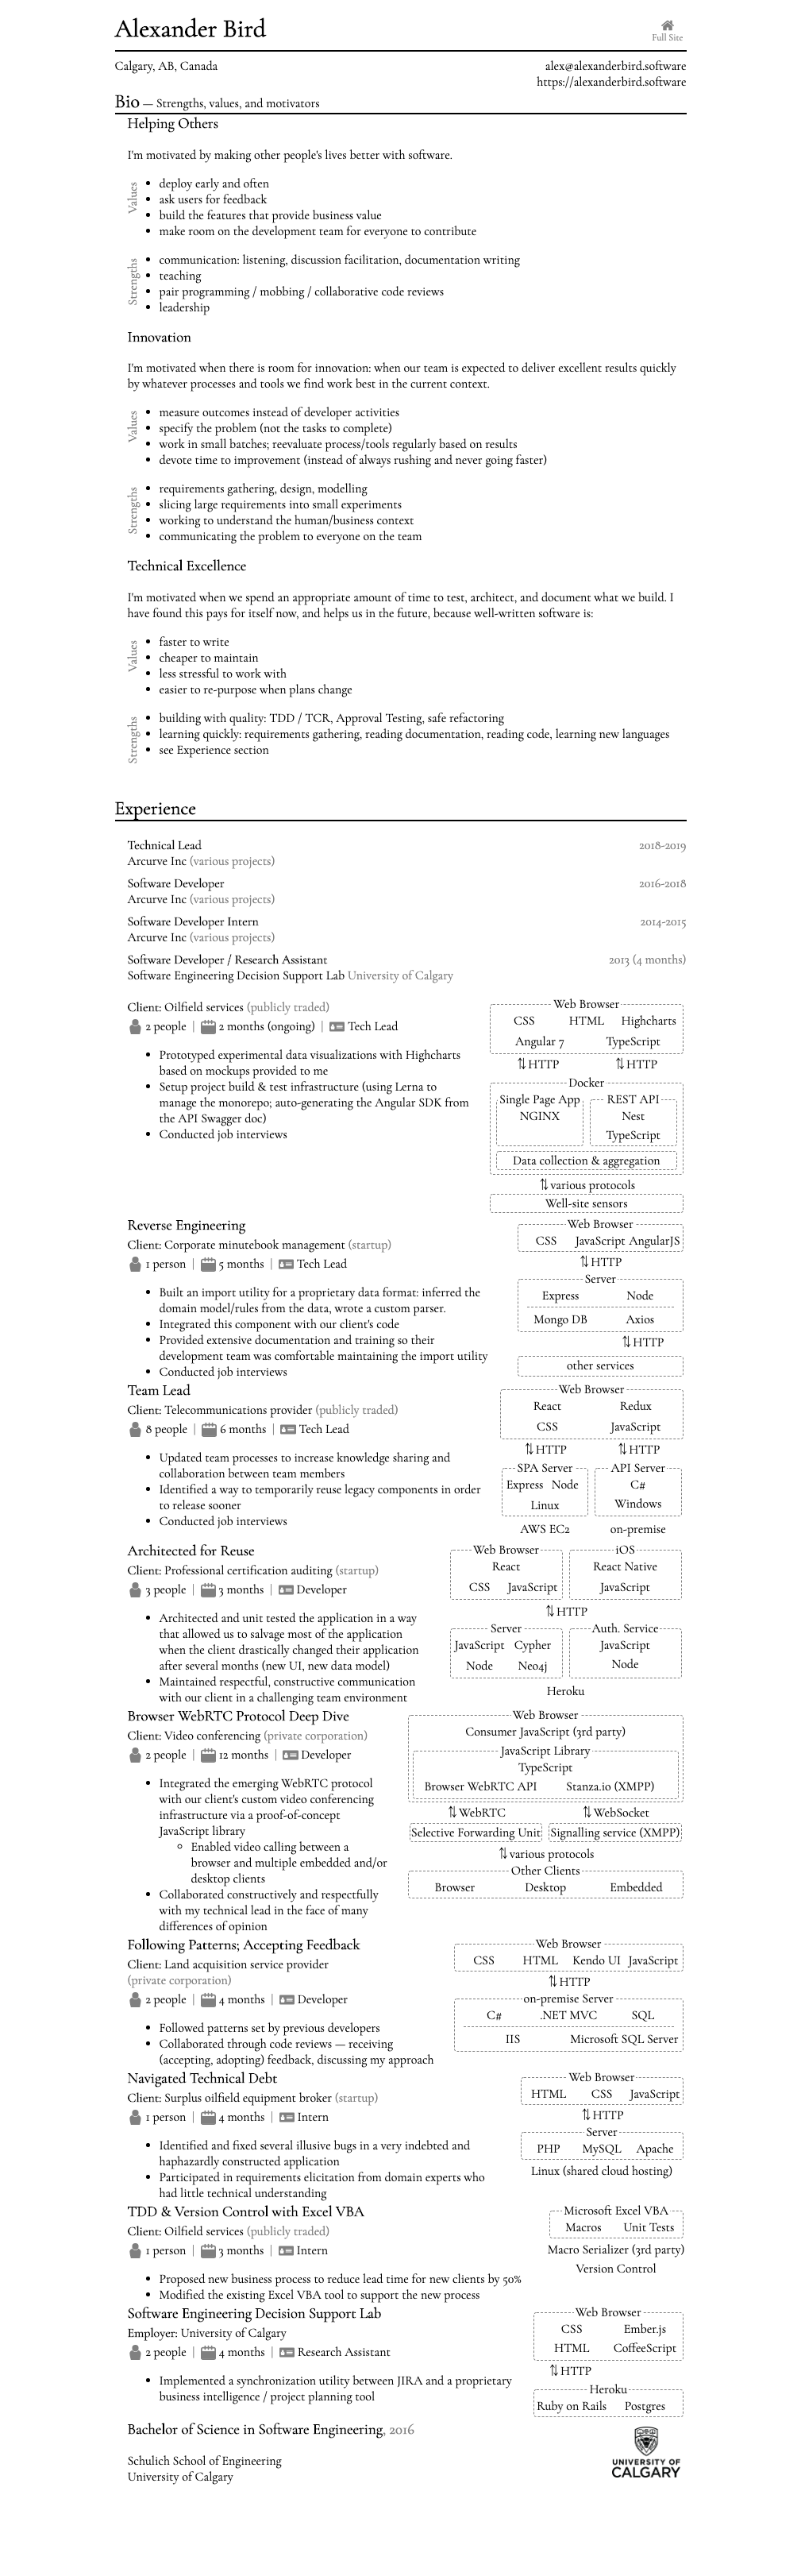 Alexander Bird
Full Site
Calgary, AB, Canada
alex@alexanderbird.software
https://alexanderbird.software
Bio — Strengths, values, and motivators
Helping Others
I'm motivated by making other people's lives better with software.
Values
deploy early and often
ask users for feedback
build the features that provide business value
make room on the development team for everyone to contribute
Strengths
communication: listening, discussion facilitation, documentation writing
teaching
pair programming / mobbing / collaborative code reviews
leadership
Innovation
I'm motivated when there is room for innovation: when our team is expected to deliver excellent results quickly
by whatever processes and tools we find work best in the current context.
Values
measure outcomes instead of developer activities
specify the problem (not the tasks to complete)
work in small batches; reevaluate process/tools regularly based on results
devote time to improvement (instead of always rushing and never going faster)
Strengths
requirements gathering, design, modelling
slicing large requirements into small experiments
working to understand the human/business context
communicating the problem to everyone on the team
Technical Excellence
I'm motivated when we spend an appropriate amount of time to test, architect, and document what we build. I
have found this pays for itself now, and helps us in the future, because well-written software is:
Values
faster to write
cheaper to maintain
less stressful to work with
easier to re-purpose when plans change
Strengths
building with quality: TDD / TCR, Approval Testing, safe refactoring
learning quickly: requirements gathering, reading documentation, reading code, learning new languages
see Experience section
Experience
Technical Lead 2018-2019
Arcurve Inc (various projects)
Software Developer 2016-2018
Arcurve Inc (various projects)
Software Developer Intern 2014-2015
Arcurve Inc (various projects)
Software Developer / Research Assistant 2013 (4 months)
Software Engineering Decision Support Lab University of Calgary
Client: Oilfield services (publicly traded)
2 people | 2 months (ongoing) | Tech Lead
Prototyped experimental data visualizations with Highcharts
based on mockups provided to me
Setup project build & test infrastructure (using Lerna to
manage the monorepo; auto-generating the Angular SDK from
the API Swagger doc)
Conducted job interviews
Web Browser
CSS HTML Highcharts
Angular 7 TypeScript
⇅ HTTP ⇅ HTTP
Docker
Single Page App REST API
NGINX Nest
TypeScript
Data collection & aggregation
⇅ various protocols
Well-site sensors
Reverse Engineering
Client: Corporate minutebook management (startup)
1 person | 5 months | Tech Lead
Built an import utility for a proprietary data format: inferred the
domain model/rules from the data, wrote a custom parser.
Integrated this component with our client's code
Provided extensive documentation and training so their
development team was comfortable maintaining the import utility
Conducted job interviews
Web Browser
CSS JavaScript AngularJS
⇅ HTTP
Server
Express Node
Mongo DB Axios
⇅ HTTP
other services
Team Lead
Client: Telecommunications provider (publicly traded)
8 people | 6 months | Tech Lead
Updated team processes to increase knowledge sharing and
collaboration between team members
Identified a way to temporarily reuse legacy components in order
to release sooner
Conducted job interviews
Web Browser
React Redux
CSS JavaScript
⇅ HTTP ⇅ HTTP
SPA Server API Server
Express Node C#
Linux Windows
AWS EC2 on-premise
Architected for Reuse
Client: Professional certification auditing (startup)
3 people | 3 months | Developer
Architected and unit tested the application in a way
that allowed us to salvage most of the application
when the client drastically changed their application
after several months (new UI, new data model)
Maintained respectful, constructive communication
with our client in a challenging team environment
Web Browser iOS
React React Native
CSS JavaScript JavaScript
⇅ HTTP
Server Auth. Service
JavaScript Cypher JavaScript
Node Neo4j Node
Heroku
Browser WebRTC Protocol Deep Dive
Client: Video conferencing (private corporation)
2 people | 12 months | Developer
Integrated the emerging WebRTC protocol
with our client's custom video conferencing
infrastructure via a proof-of-concept
JavaScript library
Enabled video calling between a
browser and multiple embedded and/or
desktop clients
Collaborated constructively and respectfully
with my technical lead in the face of many
differences of opinion
Web Browser
Consumer JavaScript (3rd party)
JavaScript Library
TypeScript
Browser WebRTC API Stanza.io (XMPP)
⇅ WebRTC ⇅ WebSocket
Selective Forwarding Unit Signalling service (XMPP)
⇅ various protocols
Other Clients
Browser Desktop Embedded
Following Patterns; Accepting Feedback
Client: Land acquisition service provider
(private corporation)
2 people | 4 months | Developer
Followed patterns set by previous developers
Collaborated through code reviews — receiving
(accepting, adopting) feedback, discussing my approach
Web Browser
CSS HTML Kendo UI JavaScript
⇅ HTTP
on-premise Server
C# .NET MVC SQL
IIS Microsoft SQL Server
Navigated Technical Debt
Client: Surplus oilfield equipment broker (startup)
1 person | 4 months | Intern
Identified and fixed several illusive bugs in a very indebted and
haphazardly constructed application
Participated in requirements elicitation from domain experts who
had little technical understanding
Web Browser
HTML CSS JavaScript
⇅ HTTP
Server
PHP MySQL Apache
Linux (shared cloud hosting)
TDD & Version Control with Excel VBA
Client: Oilfield services (publicly traded)
1 person | 3 months | Intern
Proposed new business process to reduce lead time for new clients by 50%
Modified the existing Excel VBA tool to support the new process
Microsoft Excel VBA
Macros Unit Tests
Macro Serializer (3rd party)
Version Control
Software Engineering Decision Support Lab
Employer: University of Calgary
2 people | 4 months | Research Assistant
Implemented a synchronization utility between JIRA and a proprietary
business intelligence / project planning tool
Web Browser
CSS Ember.js
HTML CoffeeScript
⇅ HTTP
Heroku
Ruby on Rails Postgres
Bachelor of Science in Software Engineering, 2016
Schulich School of Engineering
University of Calgary
UNIVERSITY OF
CALGARY